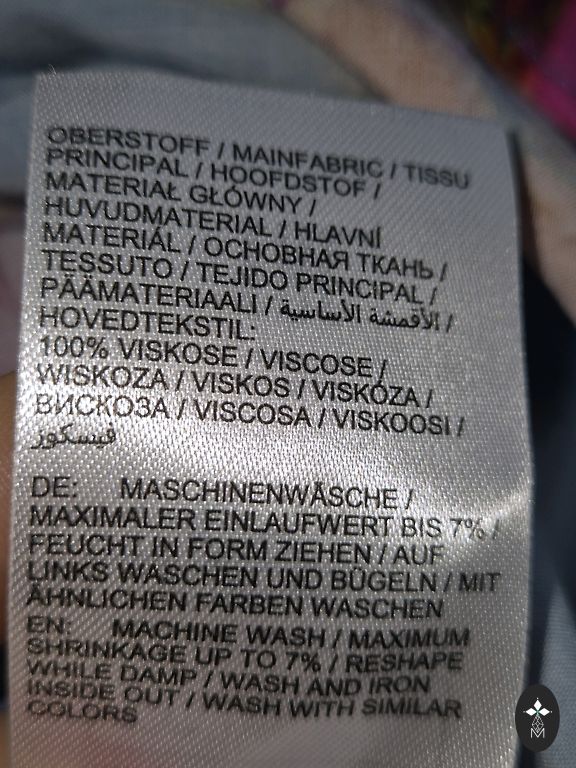 OBERSTOFF / MAINFABRIC / TISSU
PRINCIPAL / HOOFDSTOF /
MATERIAŁ GŁÓWNY /
HUVUDMATERIAL / HLAVNÍ
MATERIÁL / ОСНОВНАЯ ТКАНЬ /
TESSUTO / TEJIDO PRINCIPAL /
PÄÄMATERIAALI / الأقمشة الأساسية /
HOVEDTEKSTIL:
100% VISKOSE / VISCOSE /
WISKOZA / VISKOS / VISKÓZA /
ВИСКОЗА / VISCOSA / VISKOOSI /
فيسكوز
DE: MASCHINENWÄSCHE /
MAXIMALER EINLAUFWERT BIS 7% /
FEUCHT IN FORM ZIEHEN / AUF
LINKS WASCHEN UND BÜGELN / MIT
ÄHNLICHEN FARBEN WASCHEN
EN: MACHINE WASH / MAXIMUM
SHRINKAGE UP TO 7% / RESHAPE
WHILE DAMP / WASH AND IRON
INSIDE OUT / WASH WITH SIMILAR
COLORS
M